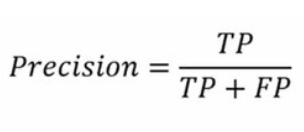 Precision = TP / TP + FP